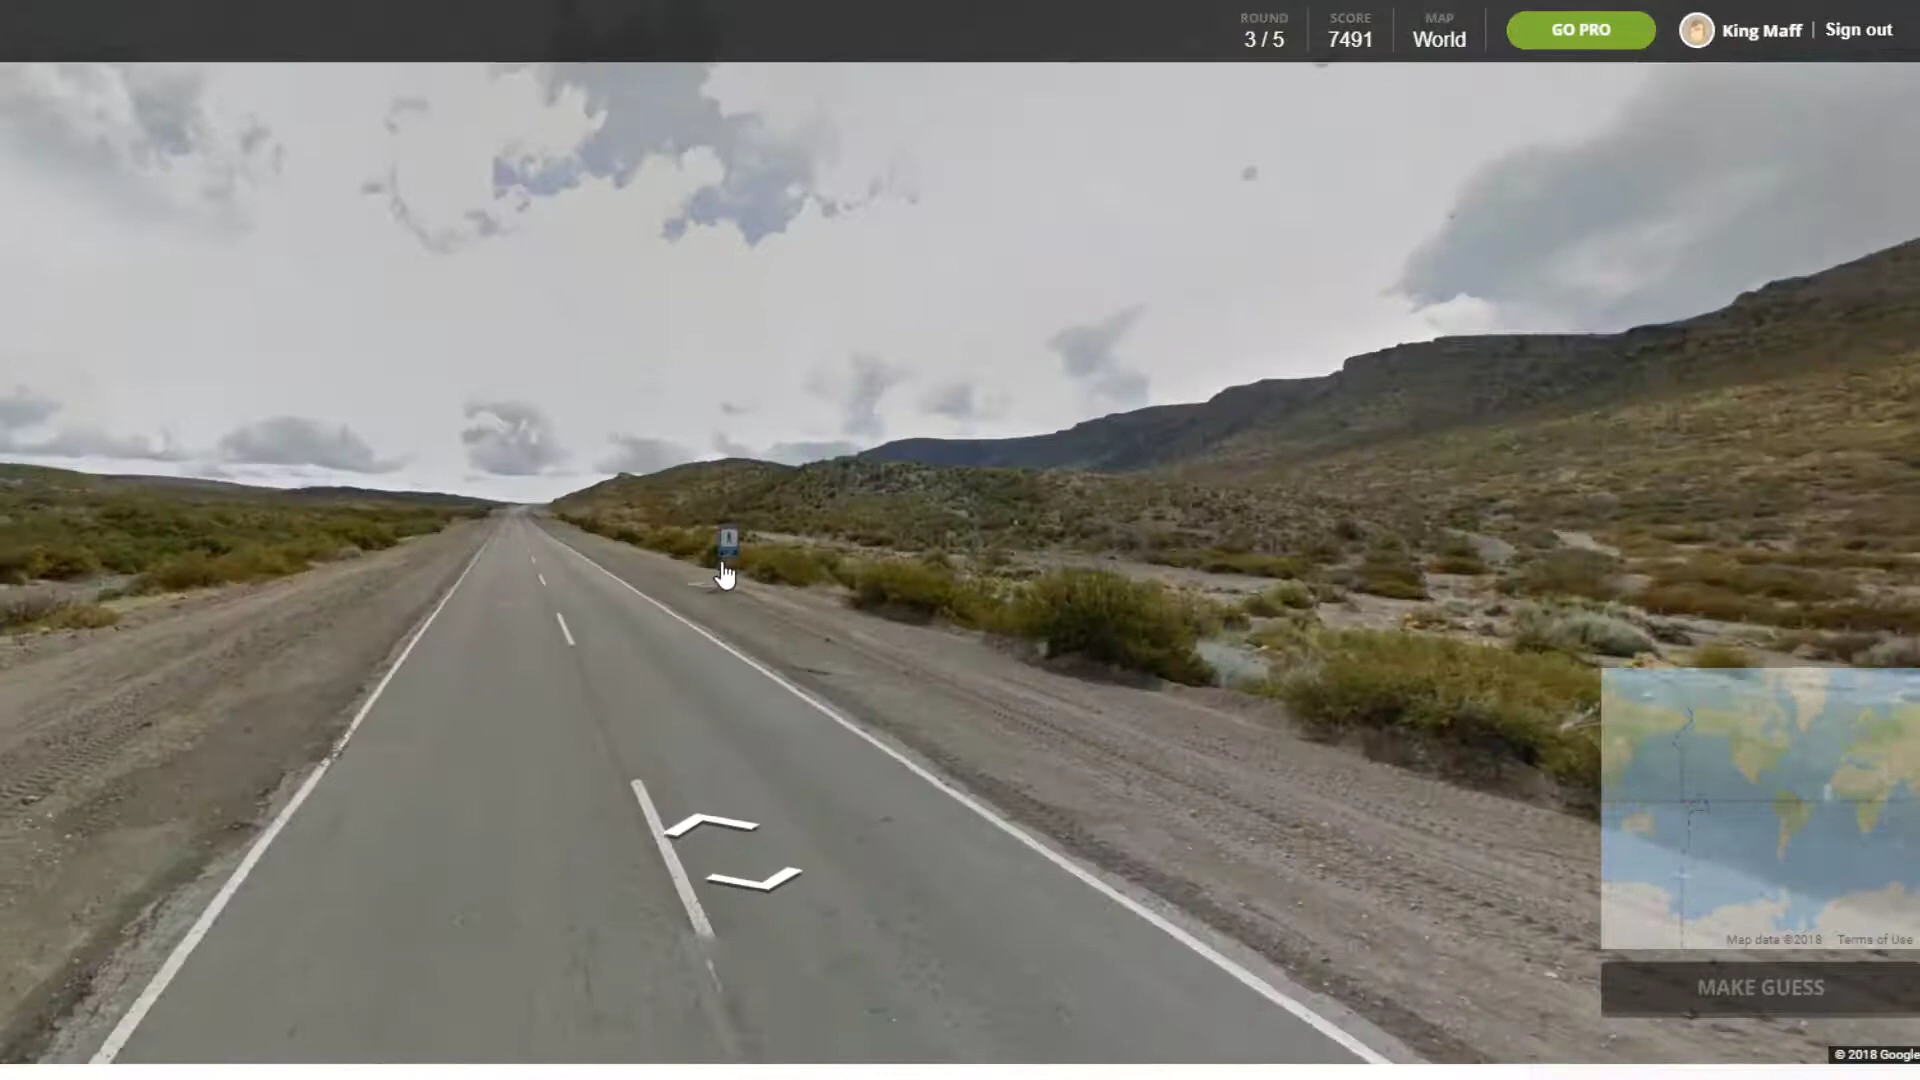 ROUND
3 / 5
SCORE
7491
MAP
World
GO PRO
King Maff
Sign out
Map data ©2018
Terms of Use
MAKE GUESS
© 2018 Google